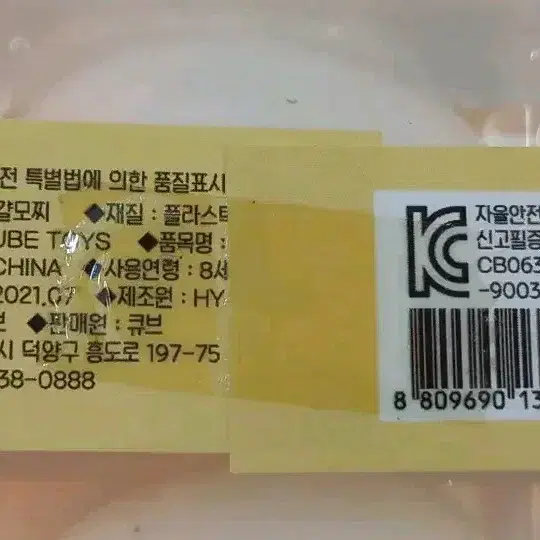 전 특별법에 의한 품질표시
갈모찌 ◆재질 : 플라스틱
UBE TOYS ◆품목명 :
CHINA ◆사용연령 : 8세
2021.07 ◆제조원 : HY
보 ◆판매원 : 큐브
시 덕양구 흥도로 197-75
38-0888
자율안전
신고필증
CB063
-9003
8 809690 13